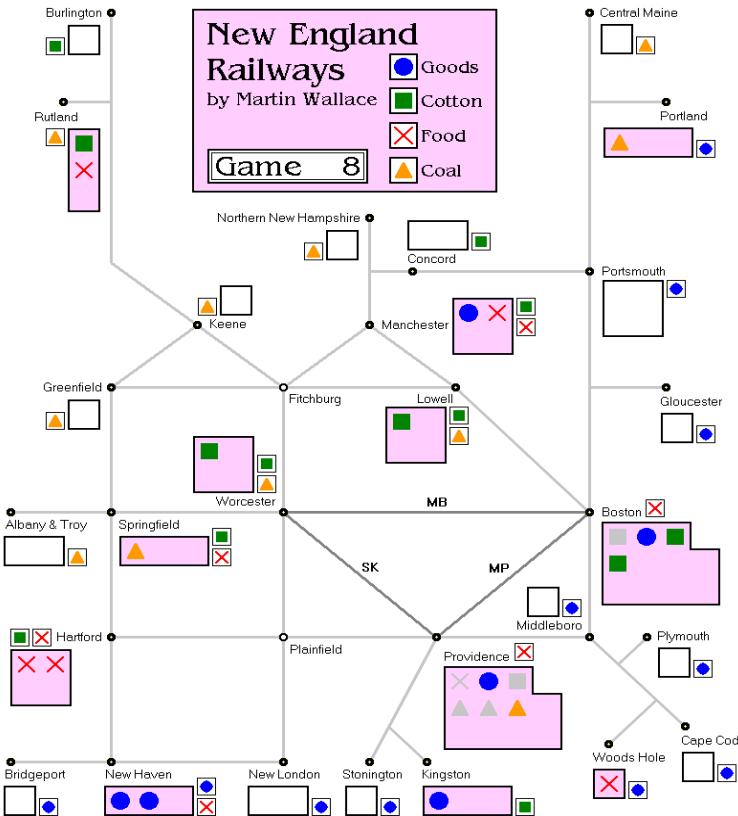 Burlington
New England
Railways
by Martin Wallace
Goods
Cotton
Food
Coal
Game 8
Central Maine
Rutland
Portland
Northern New Hampshire
Concord
Portsmouth
Keene
Manchester
Greenfield
Fitchburg
Lowell
Gloucester
Worcester
MB
Boston
Albany & Troy
Springfield
SK
MP
Middleboro
Hartford
Plainfield
Providence
Plymouth
Cape Cod
Woods Hole
Bridgeport
New Haven
New London
Stonington
Kingston